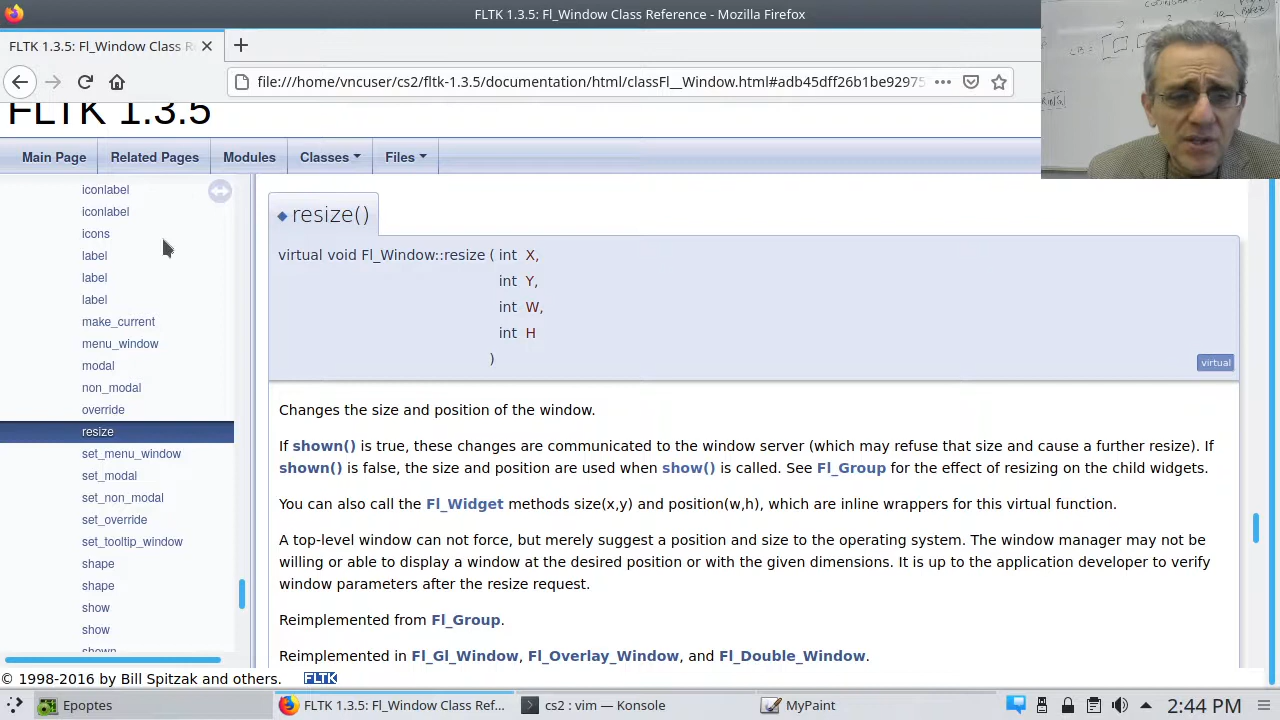 FLTK 1.3.5: Fl_Window Class Reference - Mozilla Firefox
FLTK 1.3.5: Fl_Window Class R
file:///home/vncuser/cs2/fltk-1.3.5/documentation/html/classFl__Window.html#adb45dff26b1be92975
FLTK 1.3.5
Main Page
Related Pages
Modules
Classes
Files
iconlabel
iconlabel
icons
label
label
label
make_current
menu_window
modal
non_modal
override
resize
set_menu_window
set_modal
set_non_modal
set_override
set_tooltip_window
shape
shape
show
show
shown
resize()
virtual void Fl_Window::resize ( int X,
int Y,
int W,
int H
)
virtual
Changes the size and position of the window.
If shown() is true, these changes are communicated to the window server (which may refuse that size and cause a further resize). If
shown() is false, the size and position are used when show() is called. See Fl_Group for the effect of resizing on the child widgets.
You can also call the Fl_Widget methods size(x,y) and position(w,h), which are inline wrappers for this virtual function.
A top-level window can not force, but merely suggest a position and size to the operating system. The window manager may not be
willing or able to display a window at the desired position or with the given dimensions. It is up to the application developer to verify
window parameters after the resize request.
Reimplemented from Fl_Group.
Reimplemented in Fl_Gl_Window, Fl_Overlay_Window, and Fl_Double_Window.
© 1998-2016 by Bill Spitzak and others.
FLTK
Epoptes
FLTK 1.3.5: Fl_Window Class Ref...
cs2 : vim — Konsole
MyPaint
2:44 PM